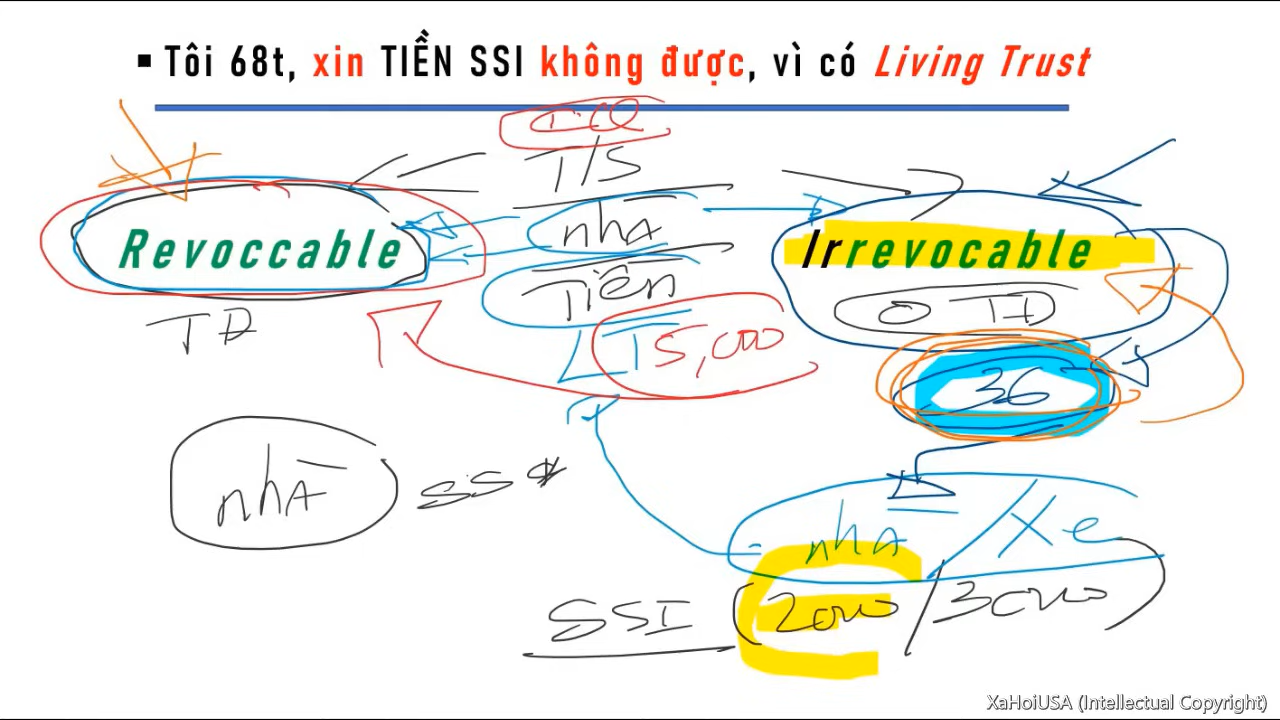 ▪ Tôi 68t, xin TIỀN SSI không được, vì có Living Trust
T/S
nhà
Tiền
15,000
Revoccable
TĐ
Irrevocable
0 TĐ
36
nhà
SS
nhà / Xe
SSI (2000 / 3000)
XaHoiUSA (Intellectual Copyright)